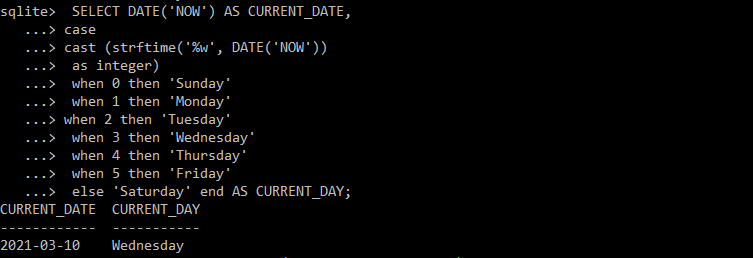 sqlite>  SELECT DATE('NOW') AS CURRENT_DATE,
   ...> case
   ...> cast (strftime('%w', DATE('NOW'))
   ...>  as integer)
   ...>  when 0 then 'Sunday'
   ...>  when 1 then 'Monday'
   ...> when 2 then 'Tuesday'
   ...>  when 3 then 'Wednesday'
   ...>  when 4 then 'Thursday'
   ...>  when 5 then 'Friday'
   ...>  else 'Saturday' end AS CURRENT_DAY;
CURRENT_DATE  CURRENT_DAY
------------  -----------
2021-03-10    Wednesday